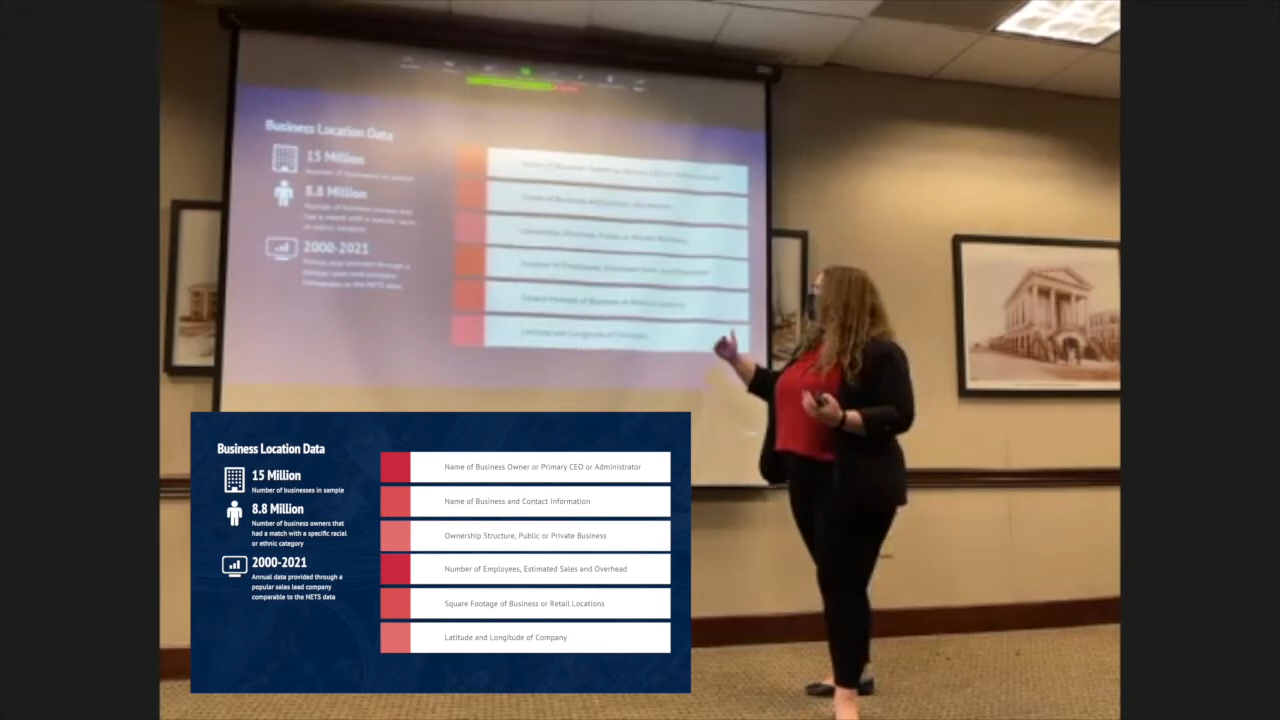 Business Location Data
15 Million
8.8 Million
2000-2021
Business Location Data
15 Million
Number of businesses in sample
8.8 Million
Number of business owners that
had a match with a specific racial
or ethnic category
2000-2021
Annual data provided through a
popular sales lead company
comparable to the NETS data
Name of Business Owner or Primary CEO or Administrator
Name of Business and Contact Information
Ownership Structure, Public or Private Business
Number of Employees, Estimated Sales and Overhead
Square Footage of Business or Retail Locations
Latitude and Longitude of Company